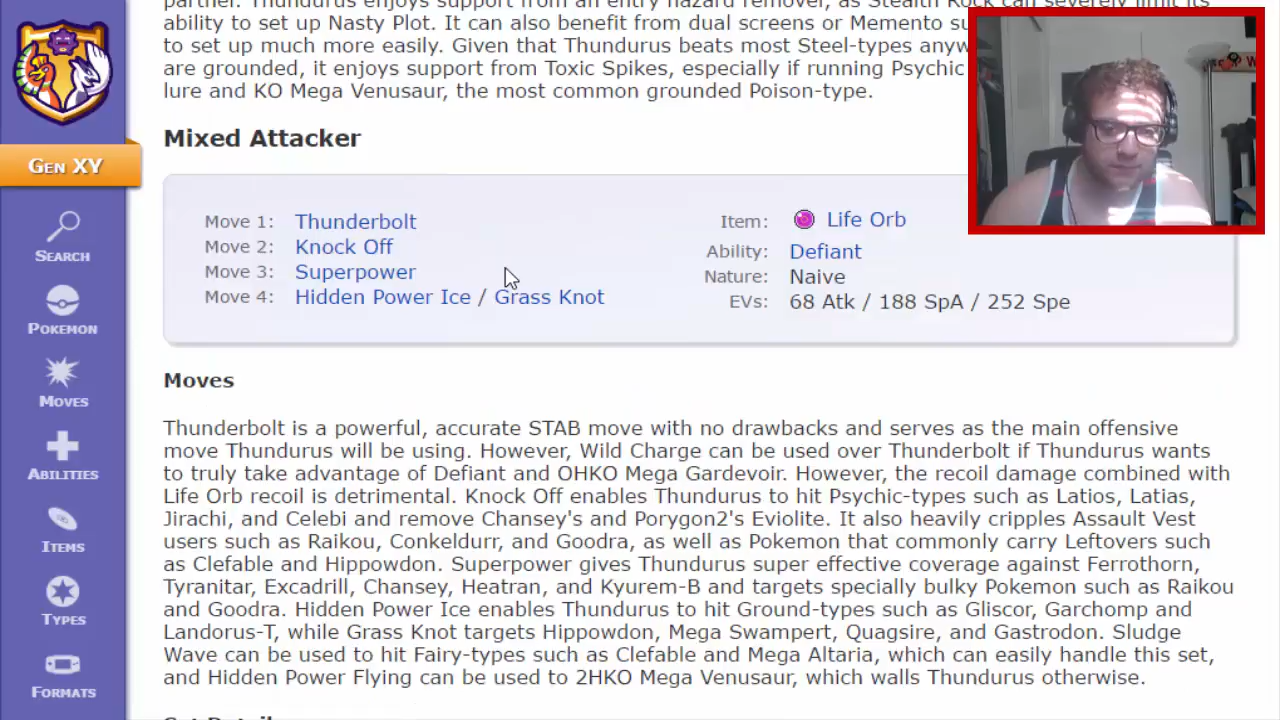 partner. Thundurus enjoys support from an entry hazard remover, as Stealth Rock can severely limit its
ability to set up Nasty Plot. It can also benefit from dual screens or Memento
to set up much more easily. Given that Thundurus beats most Steel-types
are grounded, it enjoys support from Toxic Spikes, especially if running Psychic
lure and KO Mega Venusaur, the most common grounded Poison-type.
Mixed Attacker
GEN XY
Move 1: Thunderbolt
Move 2: Knock Off
Move 3: Superpower
Move 4: Hidden Power Ice / Grass Knot
Item: Life Orb
Ability: Defiant
Nature: Naive
EVs: 68 Atk / 188 SpA / 252 Spe
SEARCH
POKEMON
MOVES
ABILITIES
ITEMS
TYPES
FORMATS
Moves
Thunderbolt is a powerful, accurate STAB move with no drawbacks and serves as the main offensive
move Thundurus will be using. However, Wild Charge can be used over Thunderbolt if Thundurus wants
to truly take advantage of Defiant and OHKO Mega Gardevoir. However, the recoil damage combined with
Life Orb recoil is detrimental. Knock Off enables Thundurus to hit Psychic-types such as Latios, Latias,
Jirachi, and Celebi and remove Chansey's and Porygon2's Eviolite. It also heavily cripples Assault Vest
users such as Raikou, Conkeldurr, and Goodra, as well as Pokemon that commonly carry Leftovers such
as Clefable and Hippowdon. Superpower gives Thundurus super effective coverage against Ferrothorn,
Tyranitar, Excadrill, Chansey, Heatran, and Kyurem-B and targets specially bulky Pokemon such as Raikou
and Goodra. Hidden Power Ice enables Thundurus to hit Ground-types such as Gliscor, Garchomp and
Landorus-T, while Grass Knot targets Hippowdon, Mega Swampert, Quagsire, and Gastrodon. Sludge
Wave can be used to hit Fairy-types such as Clefable and Mega Altaria, which can easily handle this set,
and Hidden Power Flying can be used to 2HKO Mega Venusaur, which walls Thundurus otherwise.